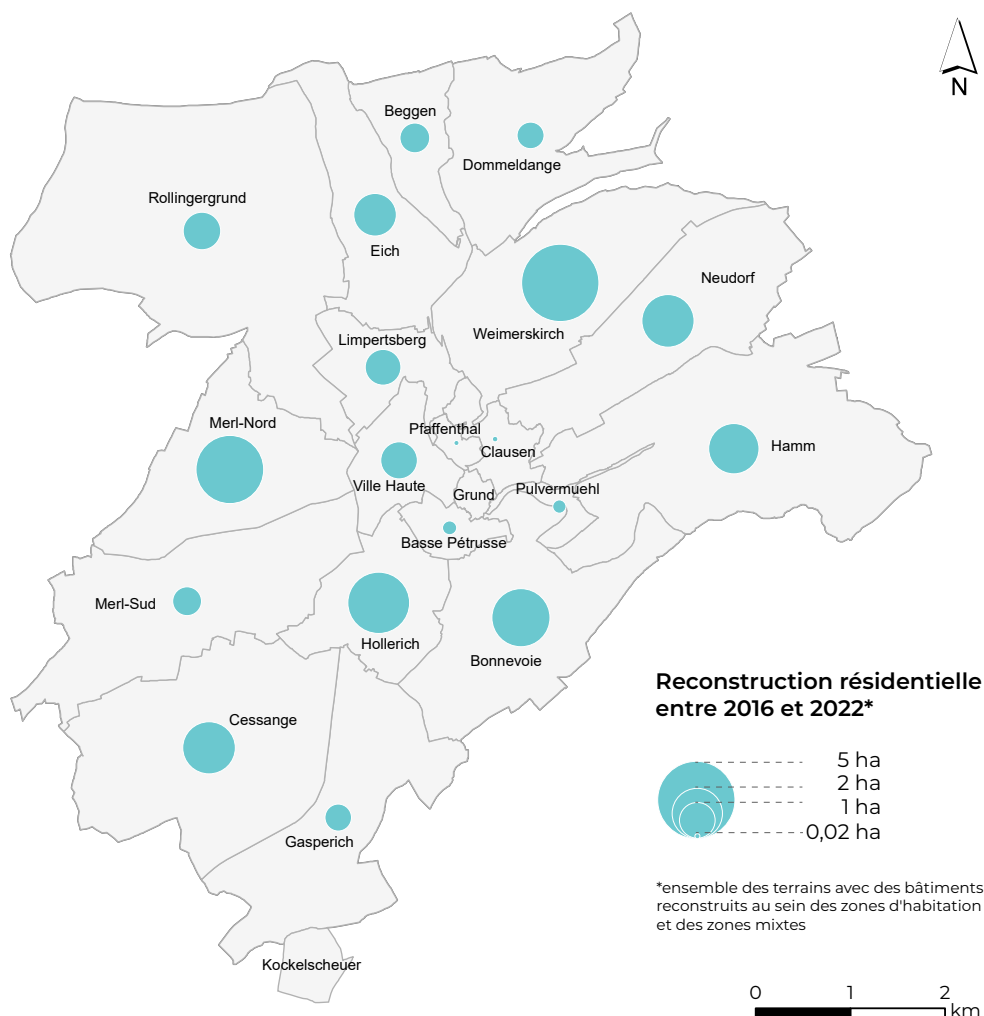 N
Beggen
Dommeldange
Rollingergrund
Eich
Neudorf
Weimerskirch
Limpertsberg
Merl-Nord
Pfaffenthal
Clausen
Hamm
Ville Haute
Grund
Pulvermuehl
Basse Pétrusse
Merl-Sud
Hollerich
Bonnevoie
Cessange
Gasperich
Kockelscheuer
Reconstruction résidentielle
entre 2016 et 2022*
5 ha
2 ha
1 ha
0,02 ha
*ensemble des terrains avec des bâtiments
reconstruits au sein des zones d'habitation
et des zones mixtes
0 1 2
km